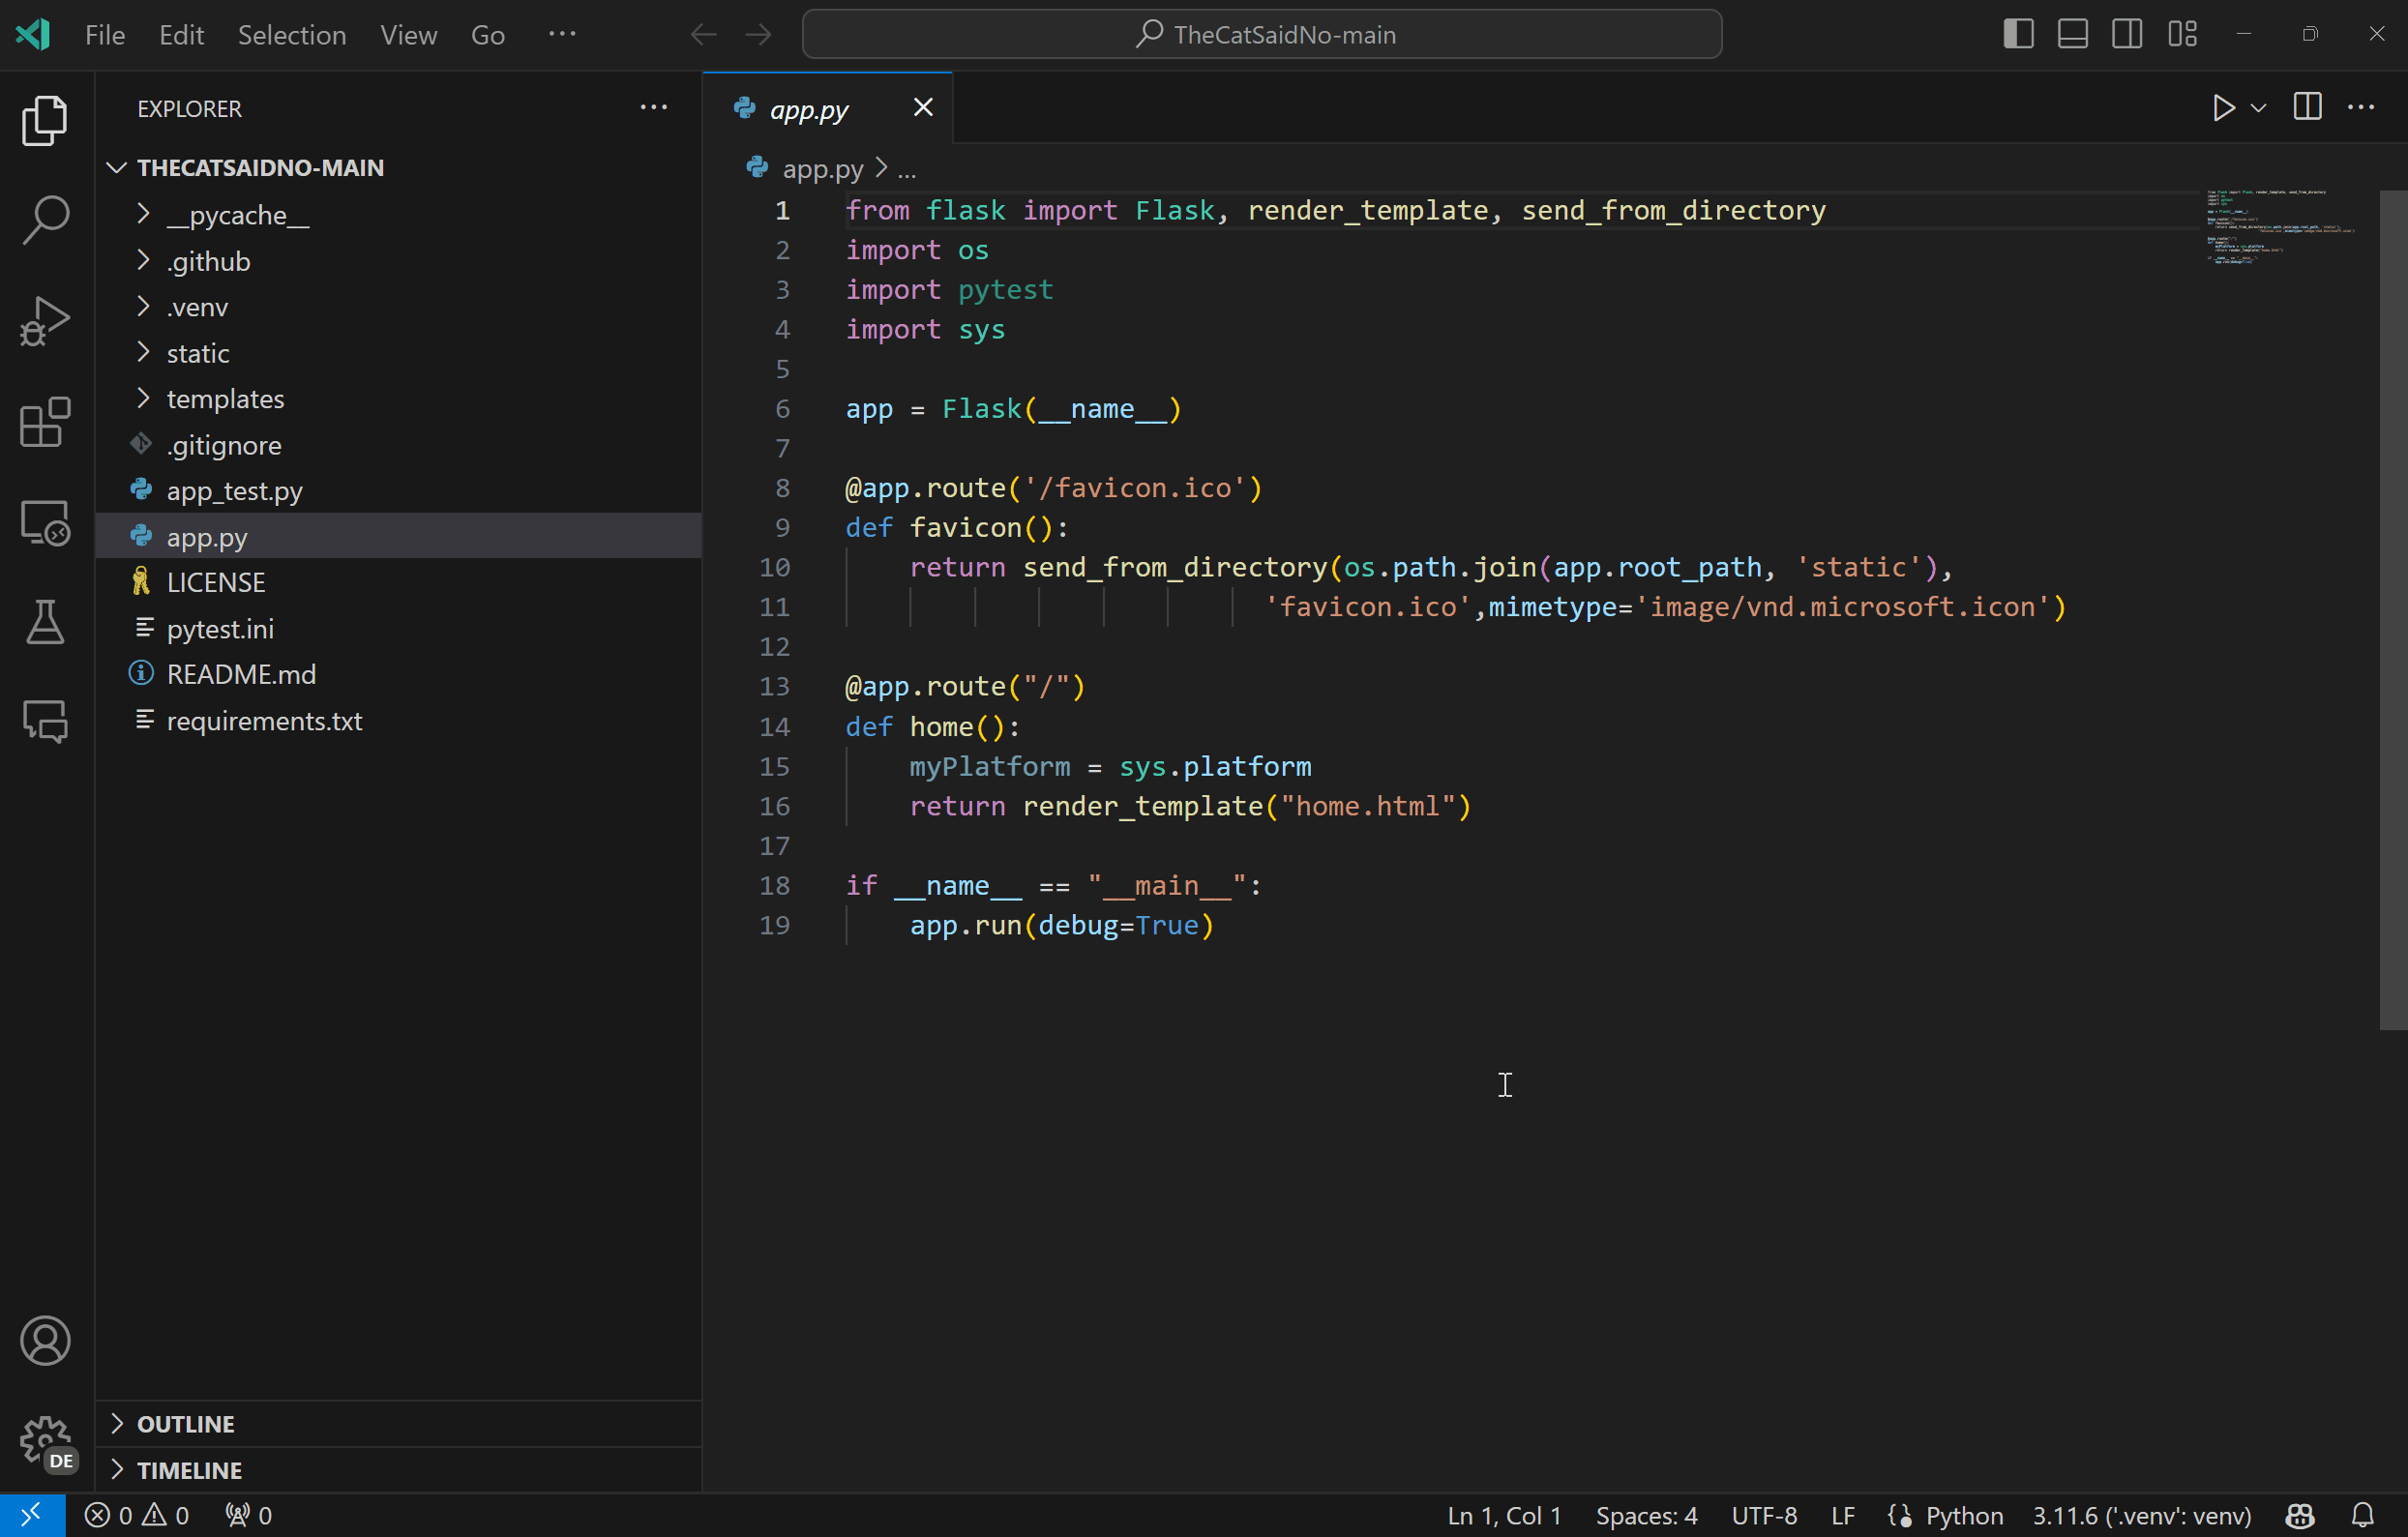 File Edit Selection View Go ··· TheCatSaidNo-main
EXPLORER ···
THECATSAIDNO-MAIN
__pycache__
.github
.venv
static
templates
.gitignore
app_test.py
app.py
LICENSE
pytest.ini
README.md
requirements.txt
OUTLINE
TIMELINE
DE
app.py
app.py > ...
1 from flask import Flask, render_template, send_from_directory
2 import os
3 import pytest
4 import sys
5
6 app = Flask(__name__)
7
8 @app.route('/favicon.ico')
9 def favicon():
10 return send_from_directory(os.path.join(app.root_path, 'static'),
11 'favicon.ico',mimetype='image/vnd.microsoft.icon')
12
13 @app.route("/")
14 def home():
15 myPlatform = sys.platform
16 return render_template("home.html")
17
18 if __name__ == "__main__":
19 app.run(debug=True)
0 0 0 Ln 1, Col 1 Spaces: 4 UTF-8 LF Python 3.11.6 ('.venv': venv)